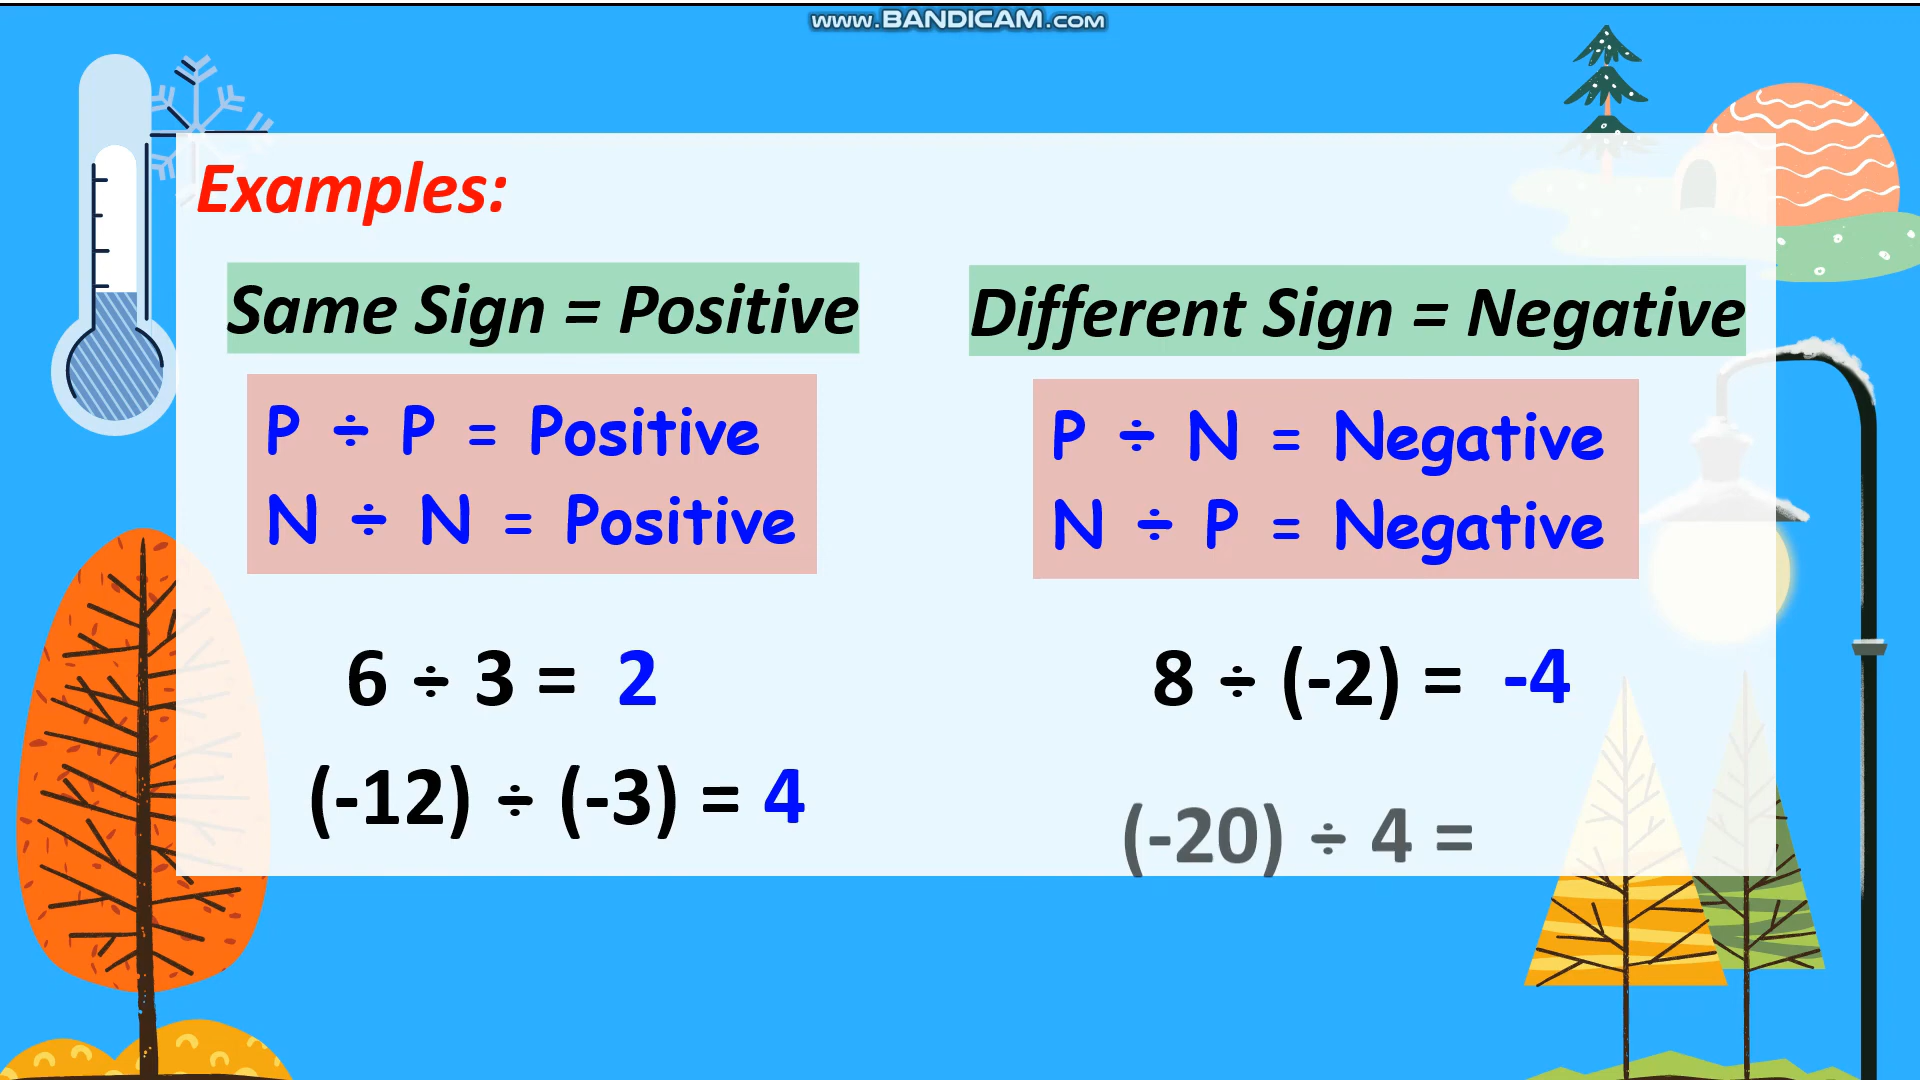 www.BANDICAM.com
Examples:
Same Sign = Positive
P ÷ P = Positive
N ÷ N = Positive
6 ÷ 3 = 2
(-12) ÷ (-3) = 4
Different Sign = Negative
P ÷ N = Negative
N ÷ P = Negative
8 ÷ (-2) = -4
(-20) ÷ 4 =